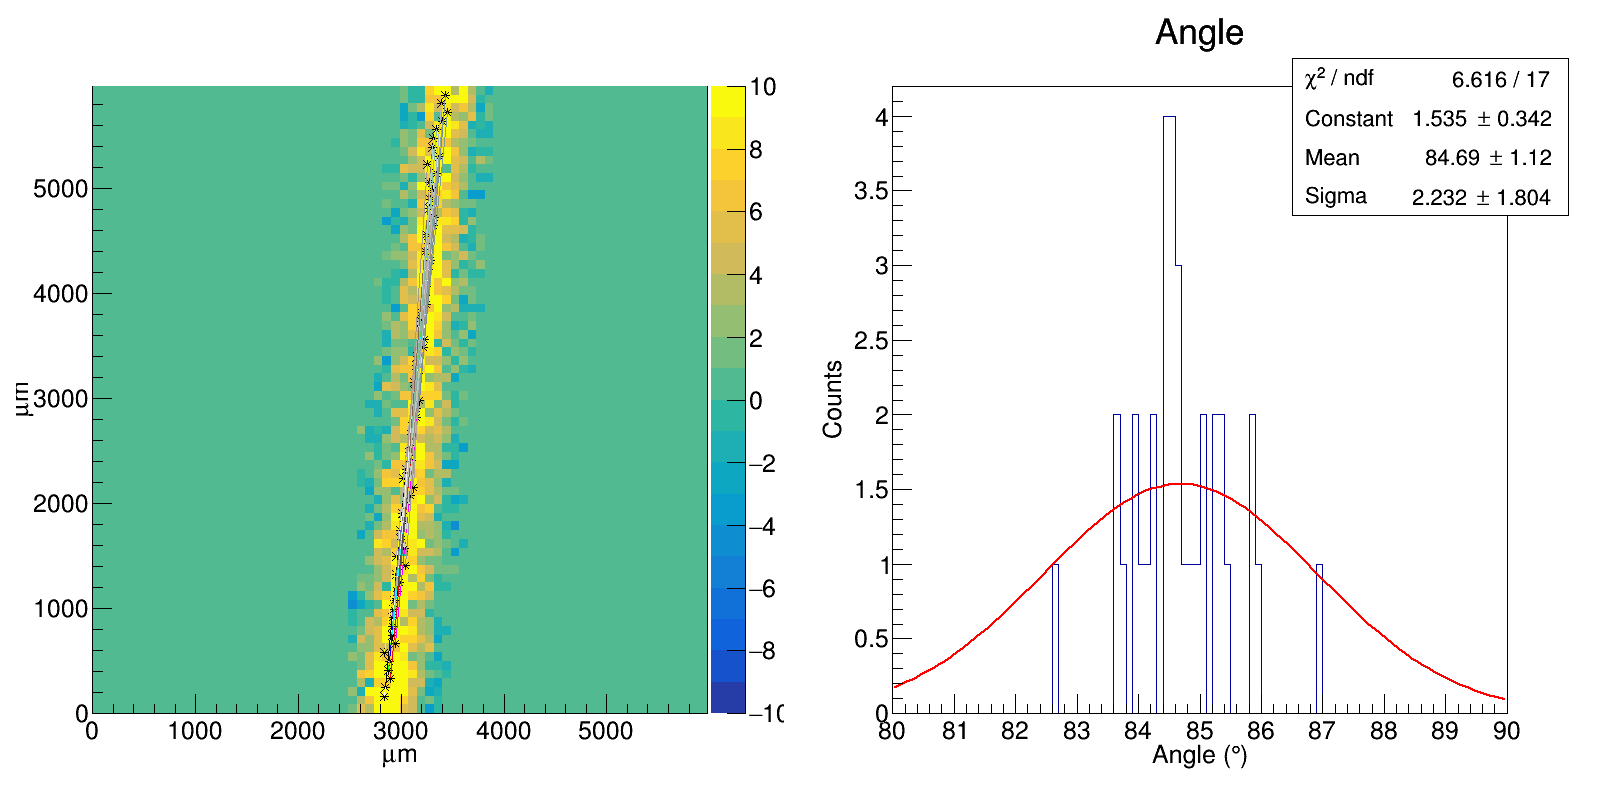 Angle
χ² / ndf 6.616 / 17
Constant 1.535 ± 0.342
Mean 84.69 ± 1.12
Sigma 2.232 ± 1.804
10
8
6
4
2
0
−2
−4
−6
−8
−10
5000
4000
3000
2000
1000
0
μm
0 1000 2000 3000 4000 5000
μm
4
3.5
3
2.5
2
1.5
1
0.5
0
Counts
80 81 82 83 84 85 86 87 88 89 90
Angle (°)